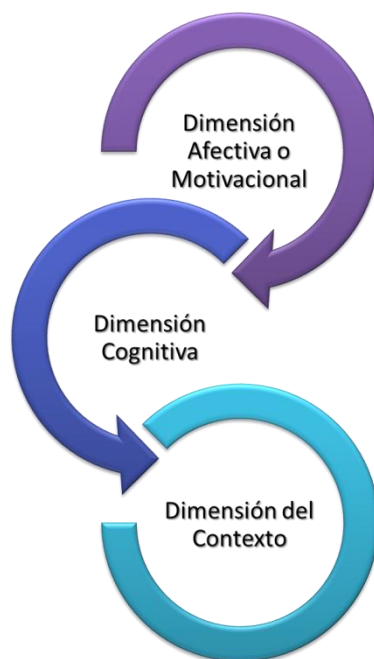 Dimensión
Afectiva o
Motivacional
Dimensión
Cognitiva
Dimensión del
Contexto